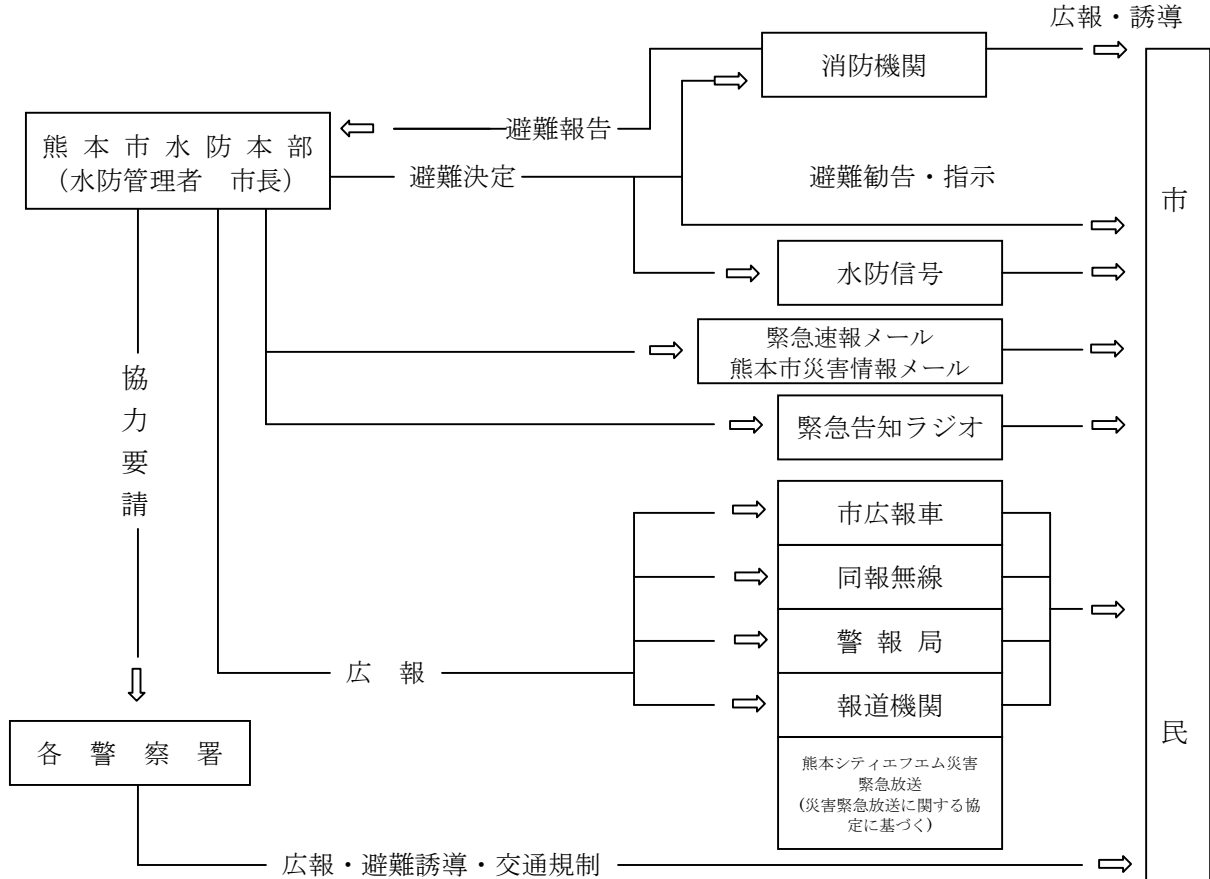 広報・誘導
消防機関
避難報告
熊本市水防本部
(水防管理者 市長)
避難決定
避難勧告・指示
市民
水防信号
緊急速報メール
熊本市災害情報メール
協力要請
緊急告知ラジオ
市広報車
同報無線
警報局
広報
報道機関
各警察署
熊本シティエフエム災害
緊急放送
(災害緊急放送に関する協
定に基づく)
広報・避難誘導・交通規制